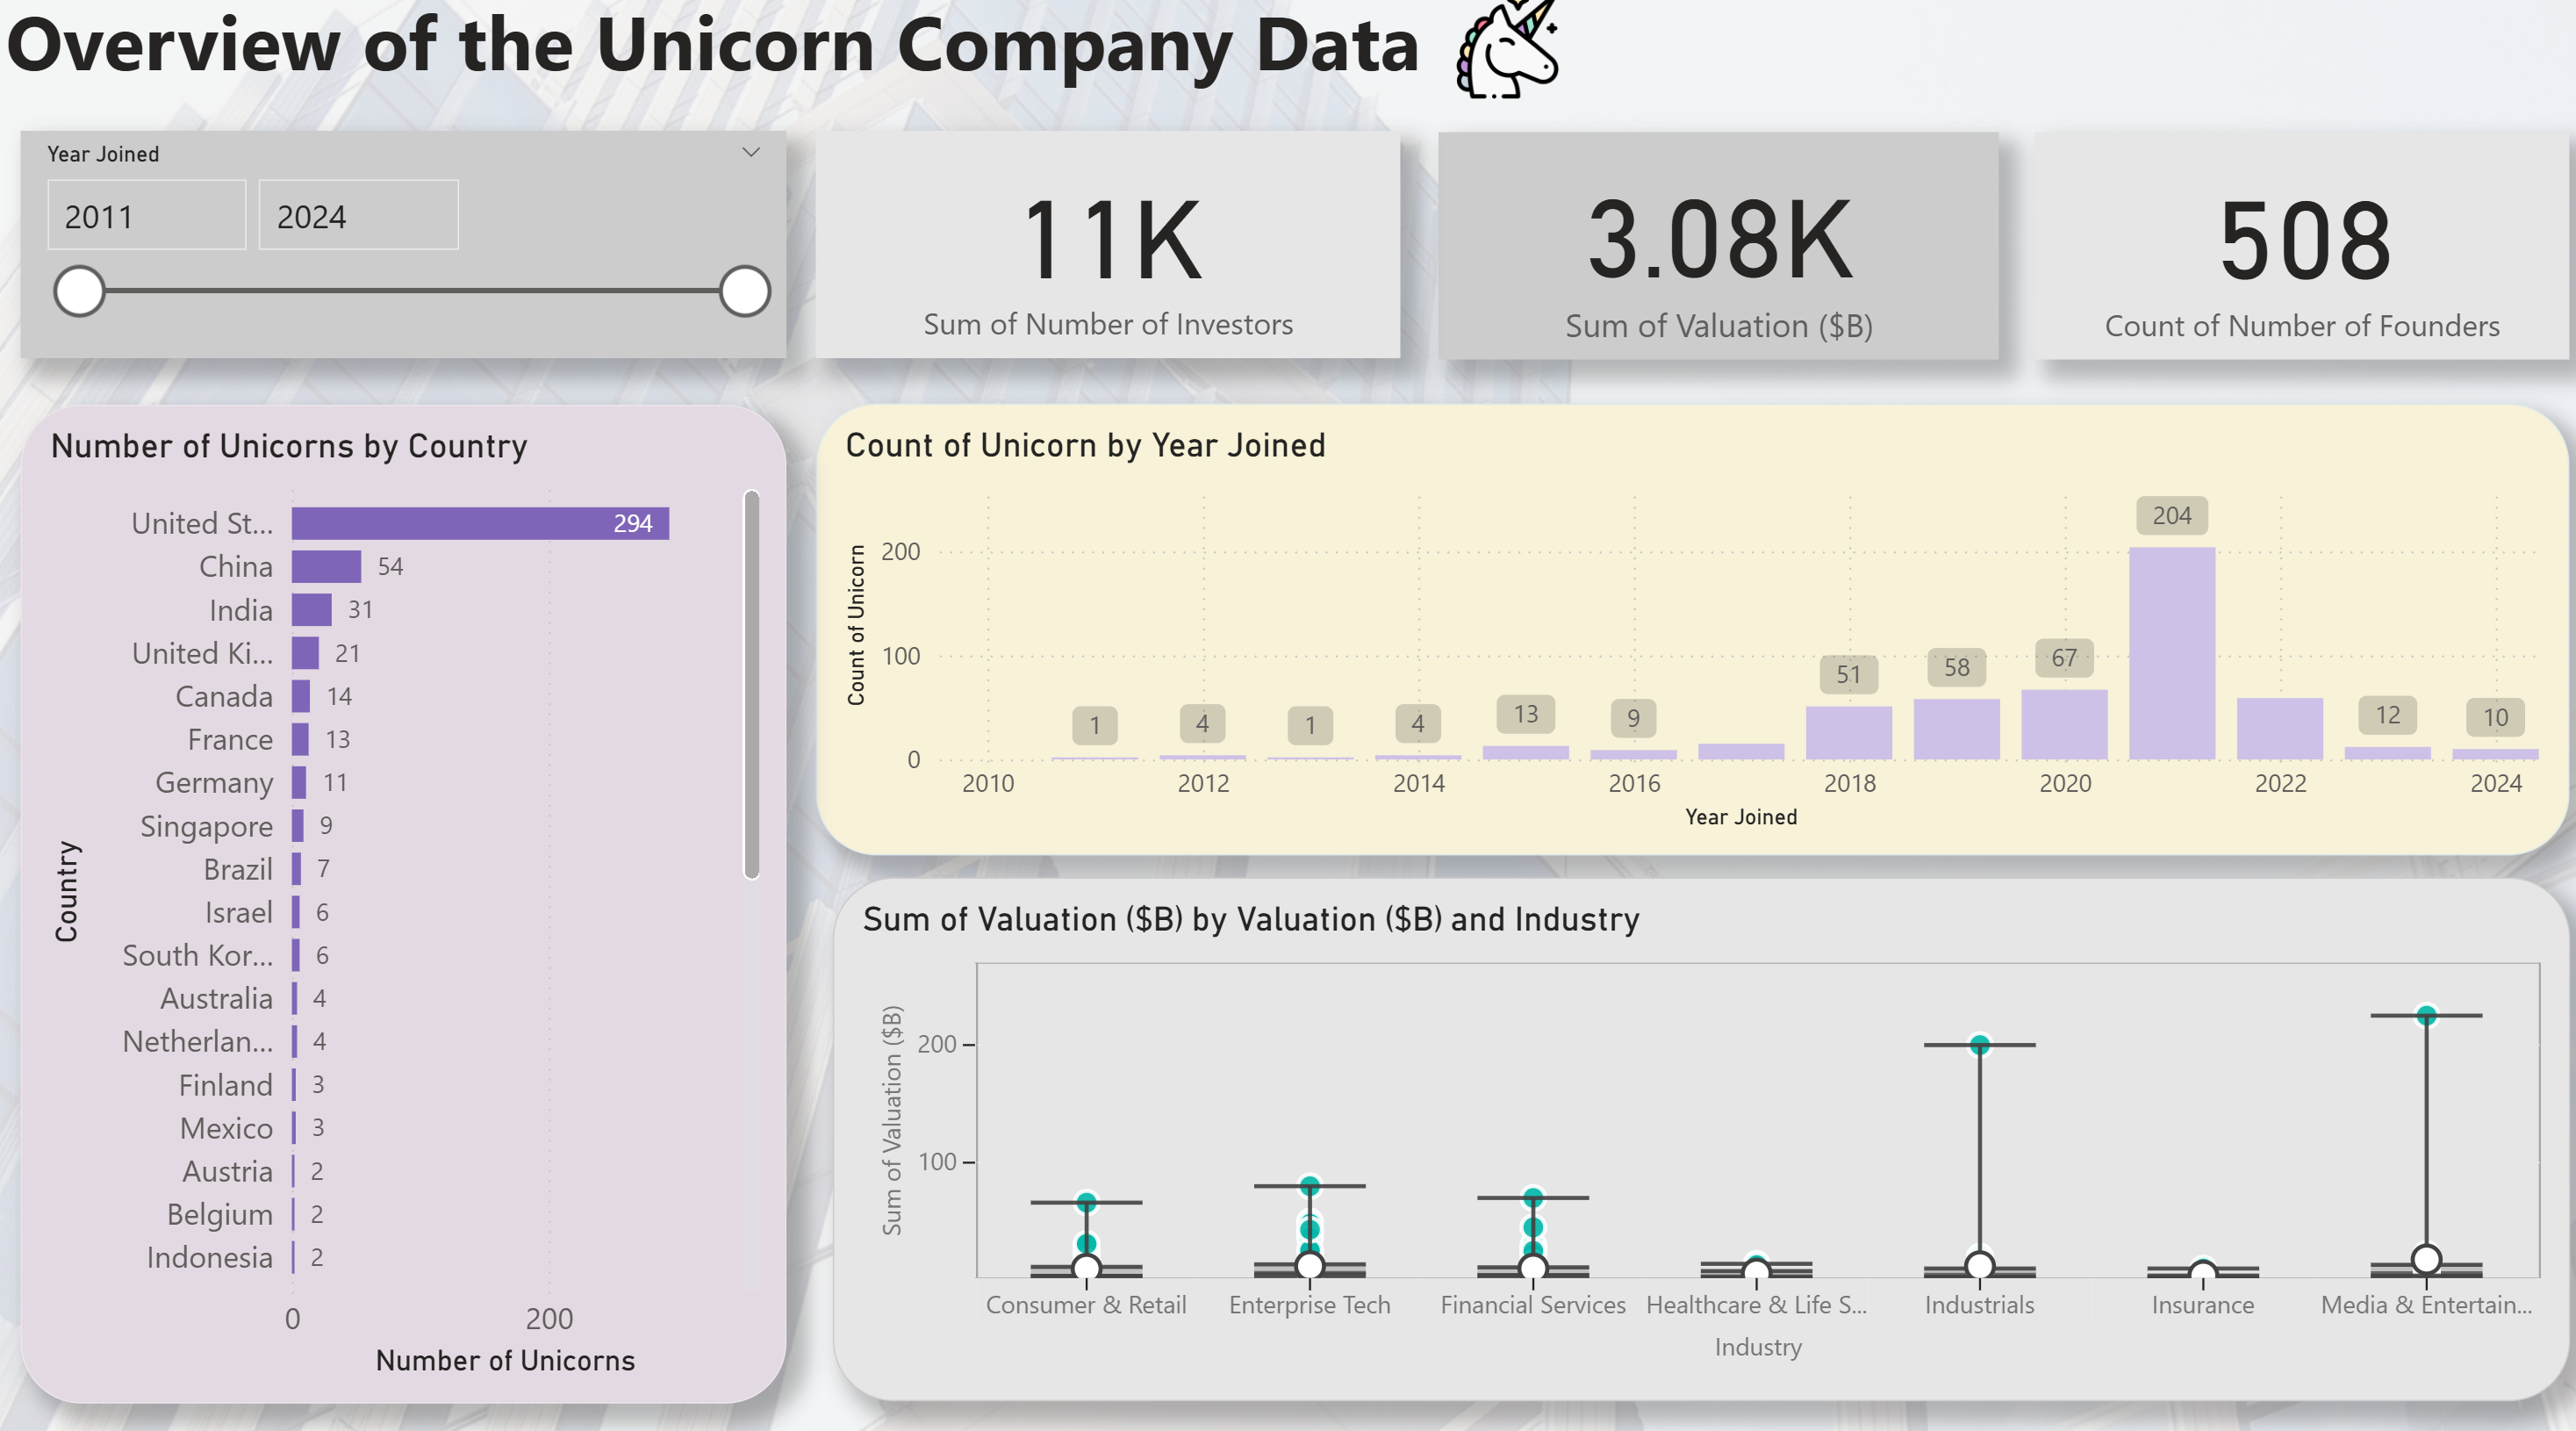 Overview of the Unicorn Company Data
Year Joined
2011
2024
11K
Sum of Number of Investors
3.08K
Sum of Valuation ($B)
508
Count of Number of Founders
Number of Unicorns by Country
Country
United St... 294
China 54
India 31
United Ki... 21
Canada 14
France 13
Germany 11
Singapore 9
Brazil 7
Israel 6
South Kor... 6
Australia 4
Netherlan... 4
Finland 3
Mexico 3
Austria 2
Belgium 2
Indonesia 2
0 200
Number of Unicorns
Count of Unicorn by Year Joined
Count of Unicorn
200
100
0
1 4 1 4 13 9 51 58 67 204 12 10
2010 2012 2014 2016 2018 2020 2022 2024
Year Joined
Sum of Valuation ($B) by Valuation ($B) and Industry
Sum of Valuation ($B)
200
100
Consumer & Retail Enterprise Tech Financial Services Healthcare & Life S... Industrials Insurance Media & Entertain...
Industry